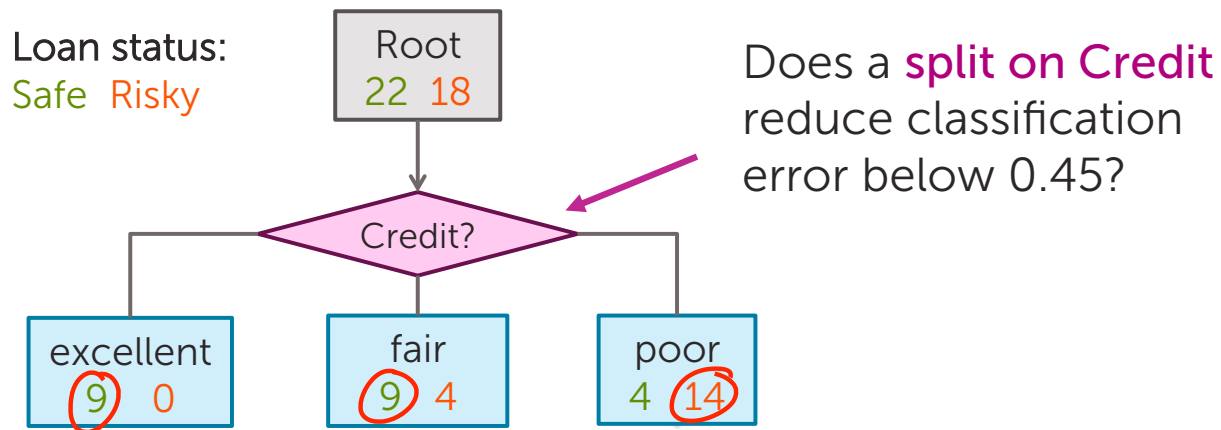 Loan status:
Safe Risky
Root
22 18
Does a split on Credit
reduce classification
error below 0.45?
Credit?
excellent
9 0
fair
9 4
poor
4 14